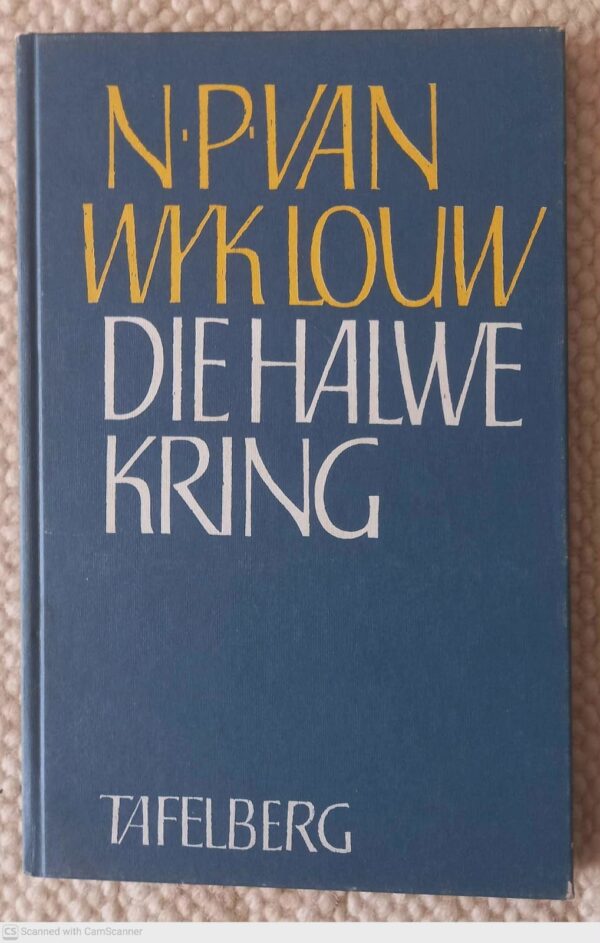 N·P·VAN
WYK LOUW
DIE HALWE
KRING
TAFELBERG
CS Scanned with CamScanner